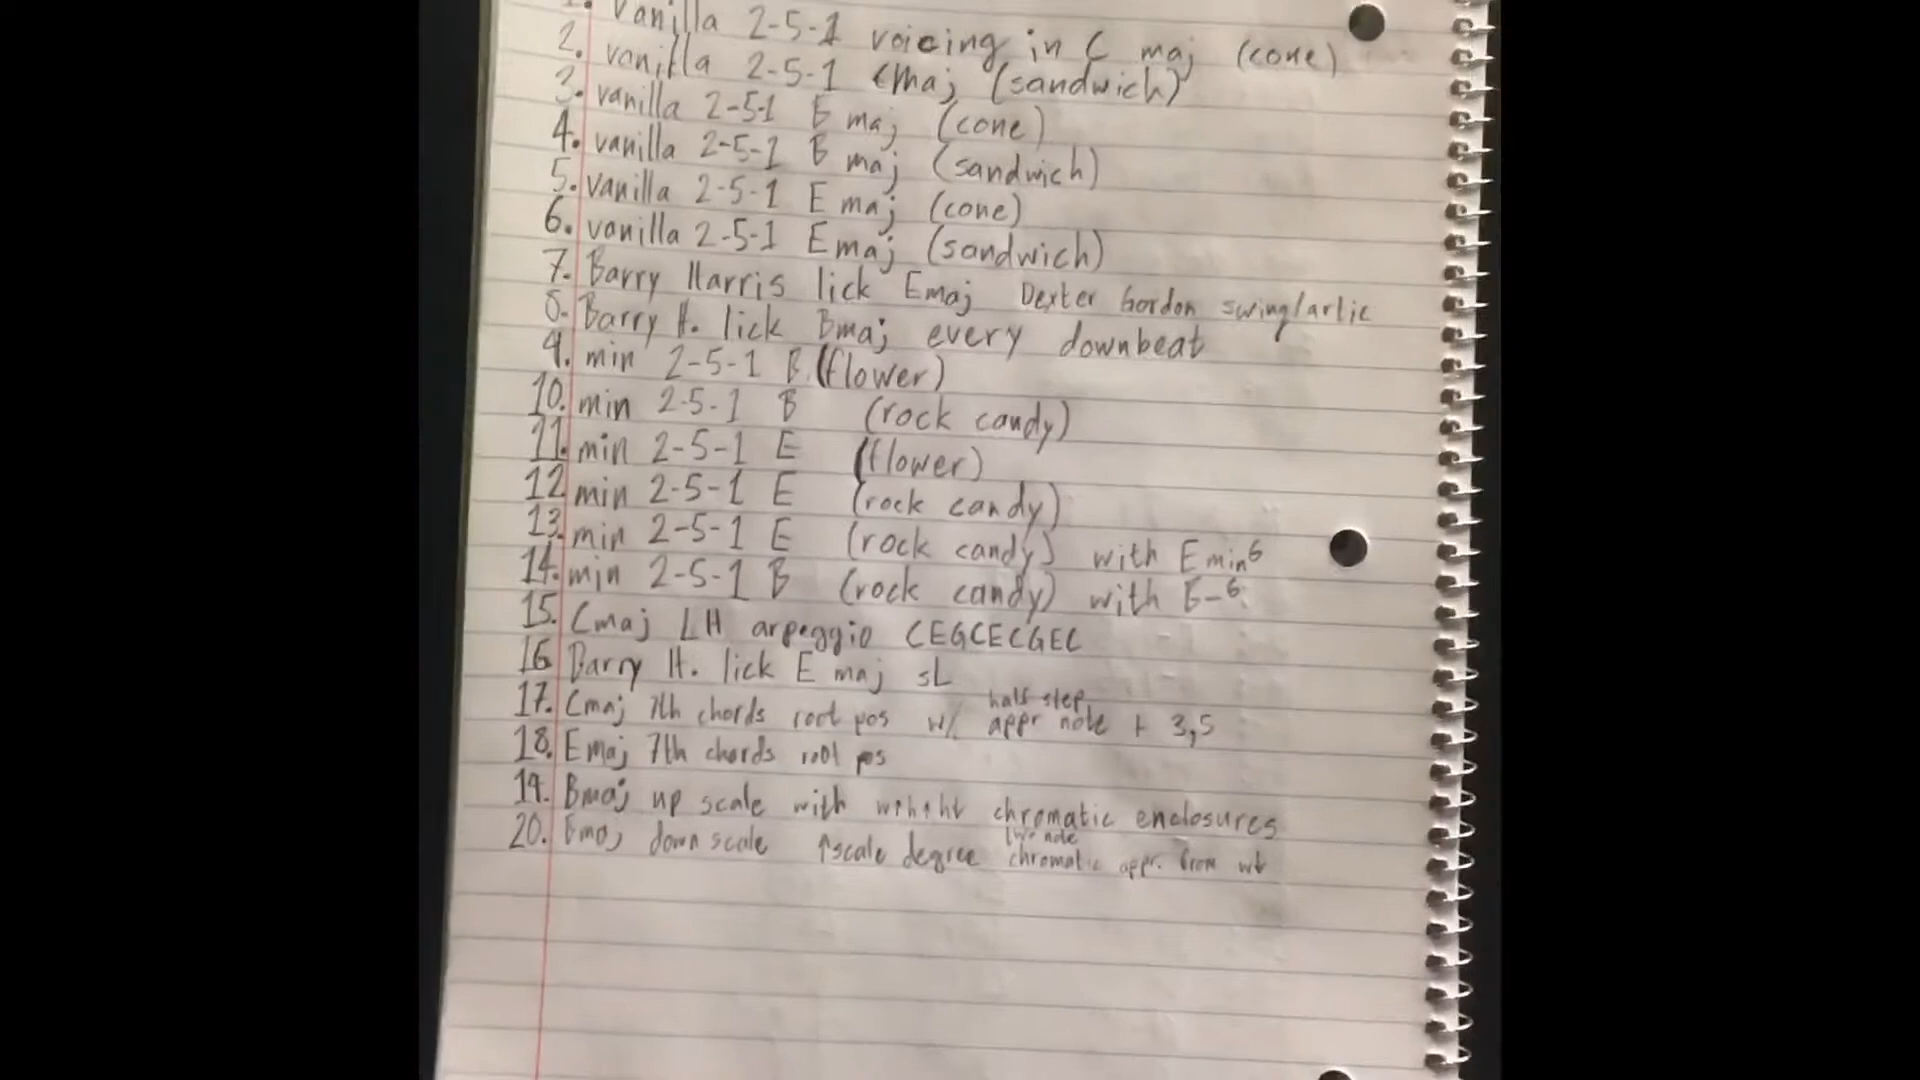 1. Vanilla 2-5-1 voicing in C maj (cone)
2. vanilla 2-5-1 Cmaj (sandwich)
3. vanilla 2-5-1 B maj (cone)
4. vanilla 2-5-1 B maj (sandwich)
5. vanilla 2-5-1 E maj (cone)
6. vanilla 2-5-1 Emaj (sandwich)
7. Barry Harris lick Emaj Dexter Gordon swing/artic
8. Barry H. lick Bmaj every downbeat
9. min 2-5-1 B (flower)
10. min 2-5-1 B (rock candy)
11. min 2-5-1 E (flower)
12. min 2-5-1 E (rock candy)
13. min 2-5-1 E (rock candy) with Emin6
14. min 2-5-1 B (rock candy) with B-6
15. Cmaj LH arpeggio CEGCECGEC
16 Barry H. lick E maj SL
half step
17. Cmaj 7th chords root pos w/ appr note + 3,5
18. Emaj 7th chords root pos
19. Bmaj up scale with chromatic enclosures
two note
20. down scale ↑scale degree chromatic appr. from